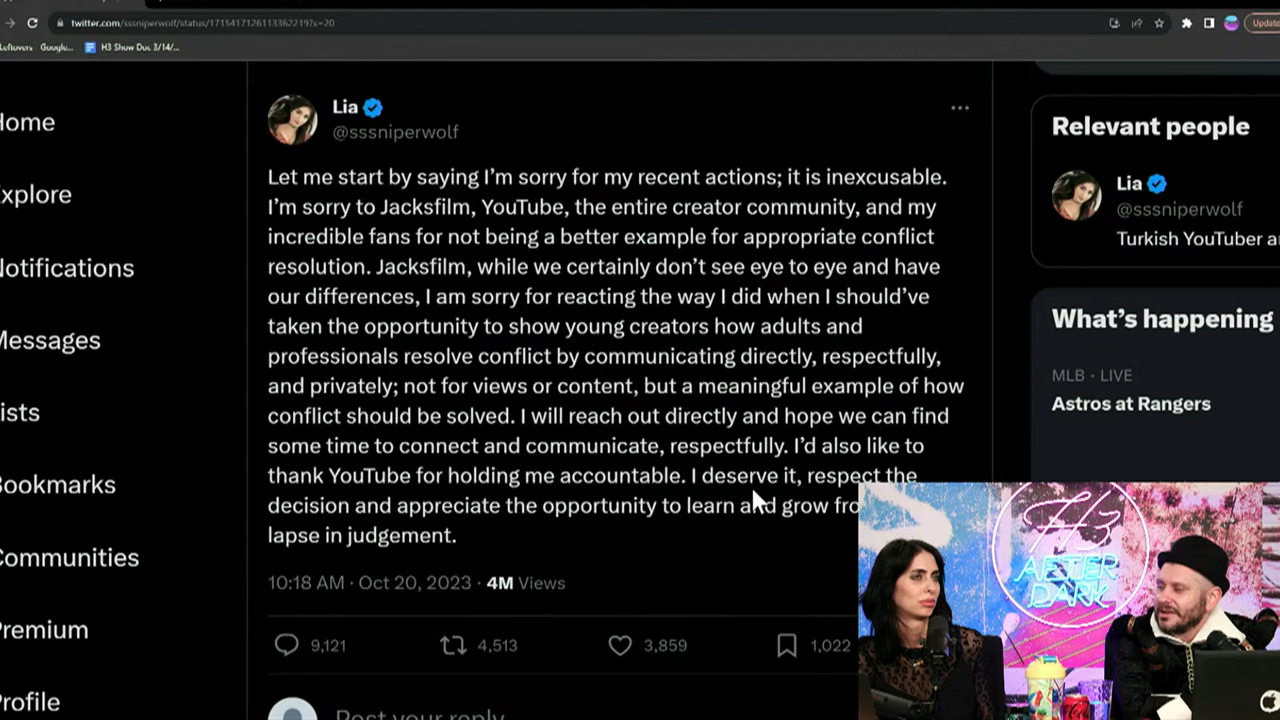 twitter.com/sssniperwolf/status/1715417126113362219?s=20
Update
Leftovers - Google...
H3 Show Doc 3/14/...
Home
Explore
Notifications
Messages
Lists
Bookmarks
Communities
Premium
Profile
Lia
@sssniperwolf
Let me start by saying I'm sorry for my recent actions; it is inexcusable.
I'm sorry to Jacksfilm, YouTube, the entire creator community, and my
incredible fans for not being a better example for appropriate conflict
resolution. Jacksfilm, while we certainly don't see eye to eye and have
our differences, I am sorry for reacting the way I did when I should've
taken the opportunity to show young creators how adults and
professionals resolve conflict by communicating directly, respectfully,
and privately; not for views or content, but a meaningful example of how
conflict should be solved. I will reach out directly and hope we can find
some time to connect and communicate, respectfully. I'd also like to
thank YouTube for holding me accountable. I deserve it, respect the
decision and appreciate the opportunity to learn and grow fro
lapse in judgement.
10:18 AM · Oct 20, 2023 · 4M Views
9,121 4,513 3,859 1,022
Post your reply
Relevant people
Lia
@sssniperwolf
Turkish YouTuber a
What's happening
MLB · LIVE
Astros at Rangers
H3
AFTER
DARK